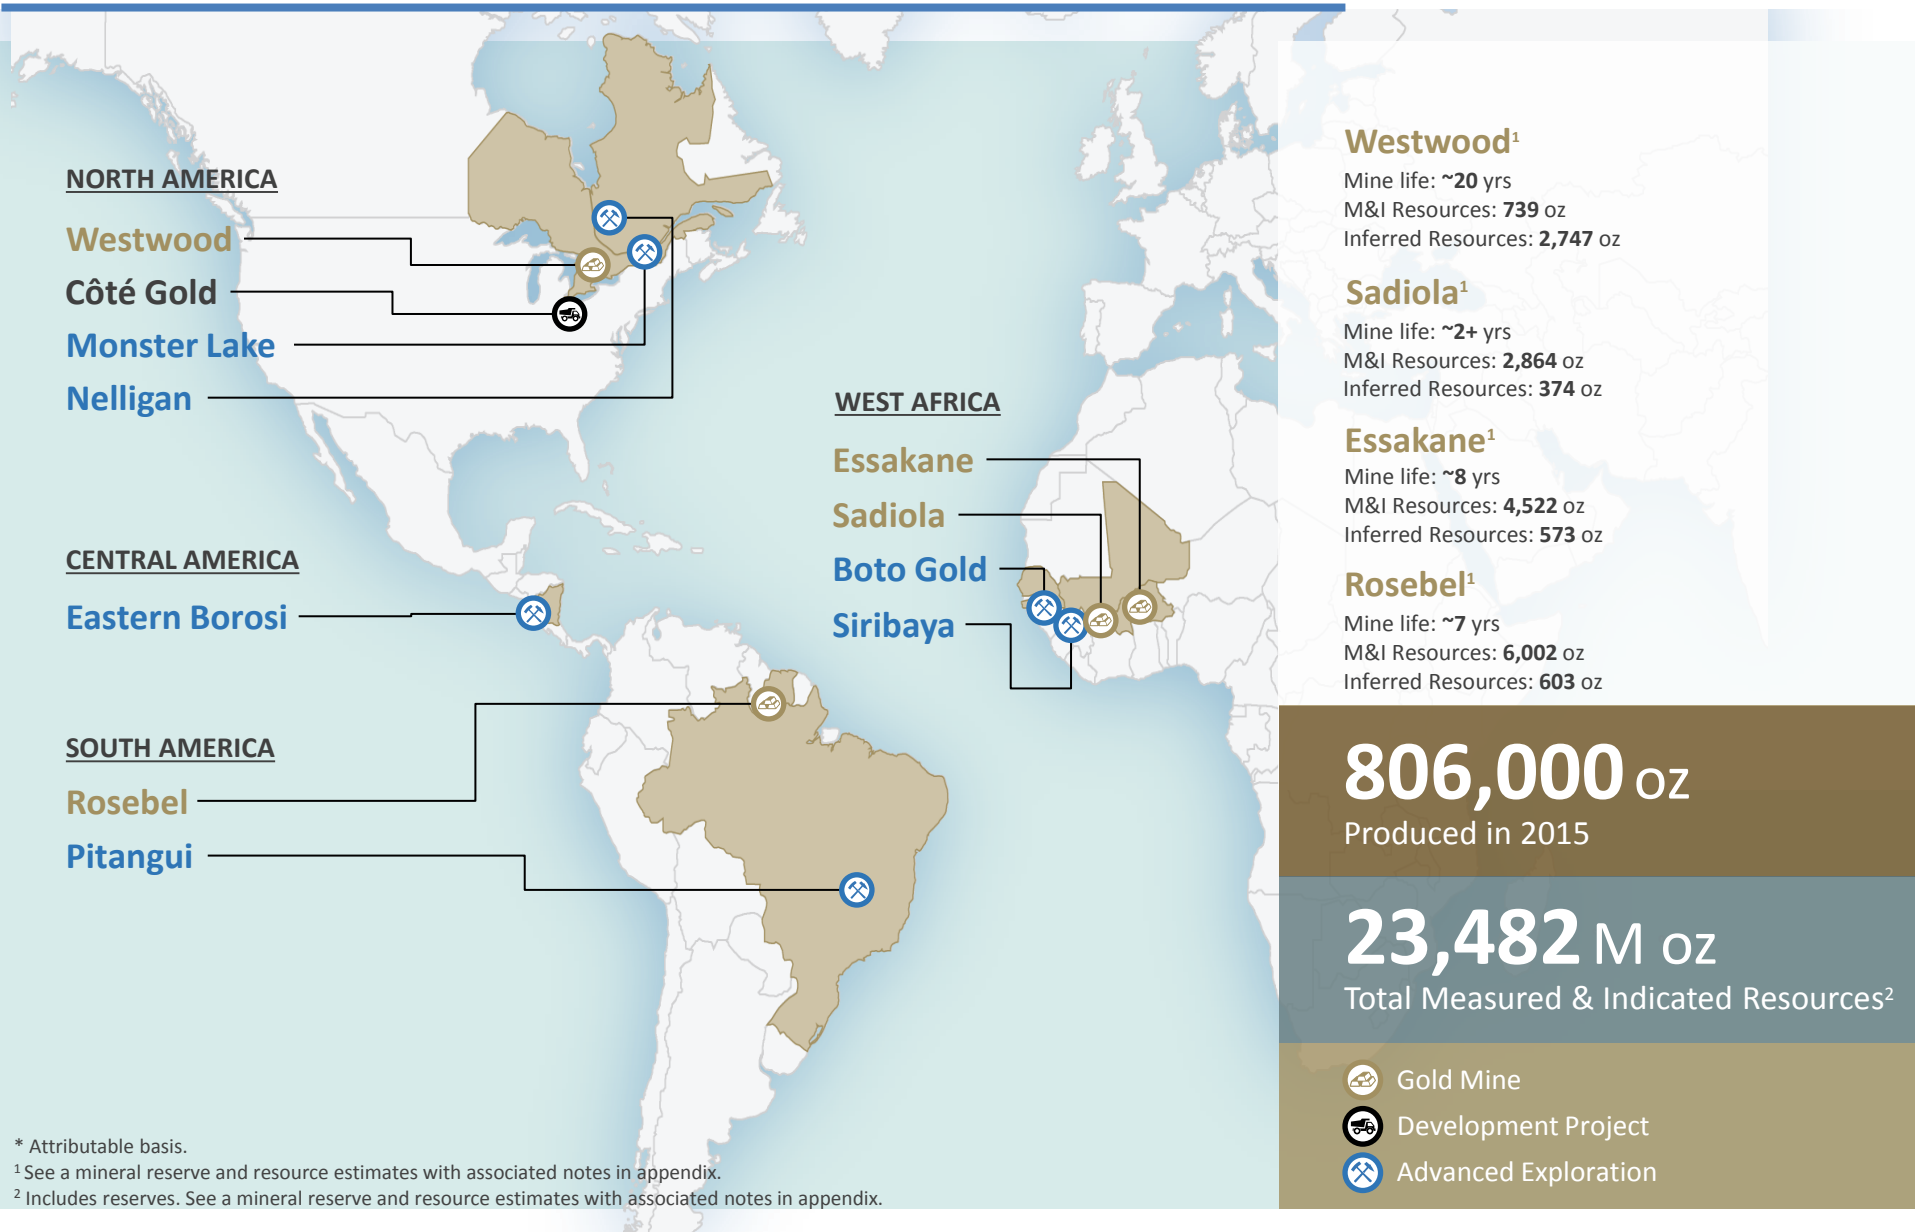 NORTH AMERICA
Westwood
Côté Gold
Monster Lake
Nelligan
CENTRAL AMERICA
Eastern Borosi
SOUTH AMERICA
Rosebel
Pitangui
WEST AFRICA
Essakane
Sadiola
Boto Gold
Siribaya
Westwood¹
Mine life: ~20 yrs
M&I Resources: 739 oz
Inferred Resources: 2,747 oz
Sadiola¹
Mine life: ~2+ yrs
M&I Resources: 2,864 oz
Inferred Resources: 374 oz
Essakane¹
Mine life: ~8 yrs
M&I Resources: 4,522 oz
Inferred Resources: 573 oz
Rosebel¹
Mine life: ~7 yrs
M&I Resources: 6,002 oz
Inferred Resources: 603 oz
806,000 oz
Produced in 2015
23,482 M oz
Total Measured & Indicated Resources²
Gold Mine
Development Project
Advanced Exploration
* Attributable basis.
¹ See a mineral reserve and resource estimates with associated notes in appendix.
² Includes reserves. See a mineral reserve and resource estimates with associated notes in appendix.